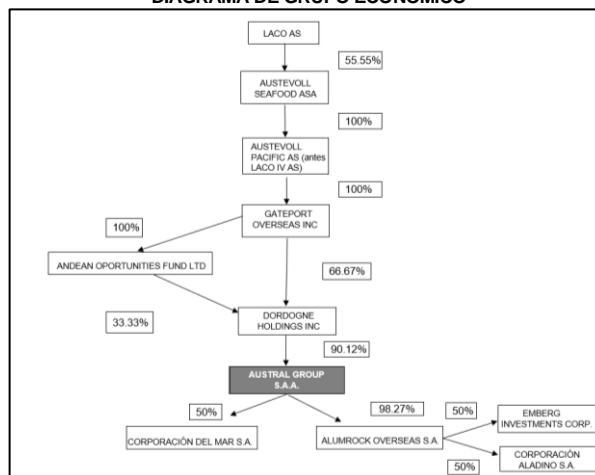 DIAGRAMA DE GRUPO ECONÓMICO
LACO AS
55.55%
AUSTEVOLL
SEAFOOD ASA
100%
AUSTEVOLL
PACIFIC AS (antes
LACO IV AS)
100%
GATEPORT
OVERSEAS INC
100%
ANDEAN OPORTUNITIES FUND LTD
66.67%
33.33%
DORDOGNE
HOLDINGS INC
90.12%
AUSTRAL GROUP
S.A.A.
50%
98.27%
50%
EMBERG
INVESTMENTS CORP.
CORPORACIÓN DEL MAR S.A.
ALUMROCK OVERSEAS S.A.
CORPORACIÓN
ALADINO S.A.
50%